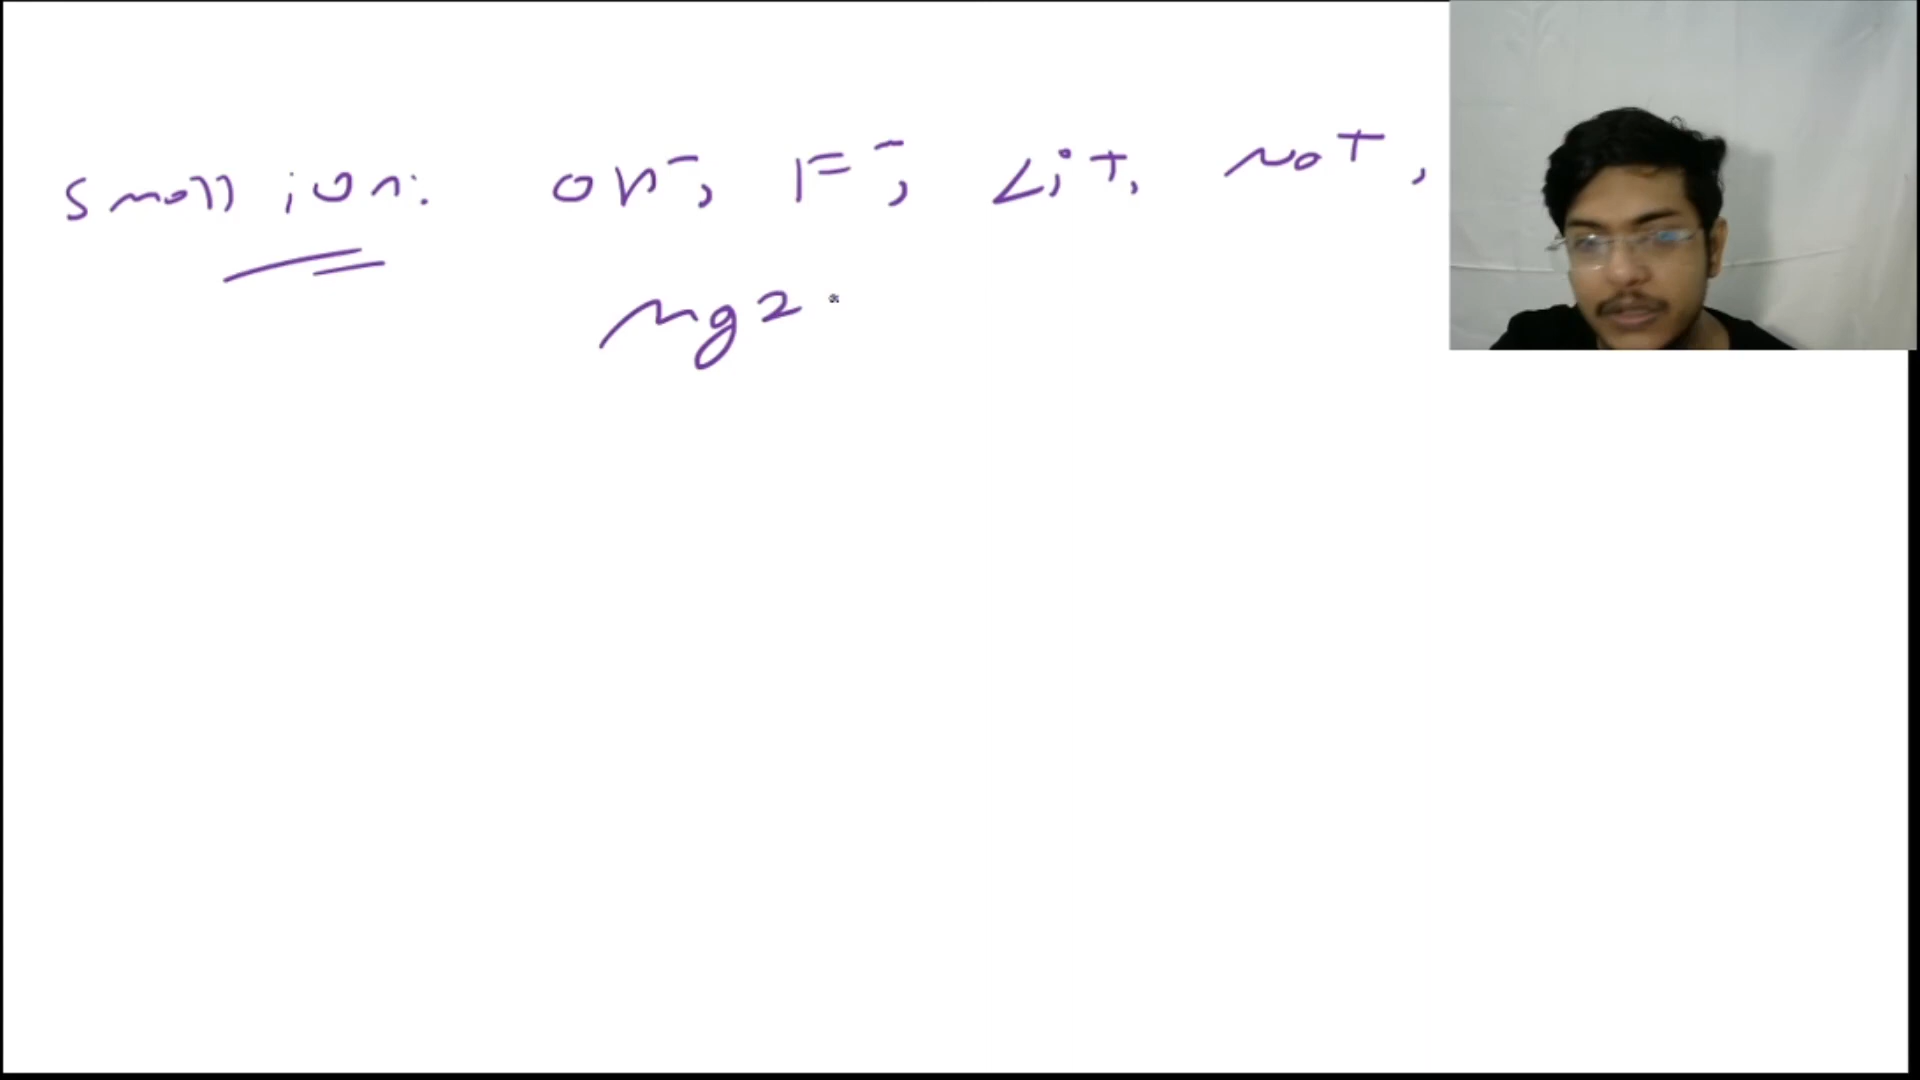 Small ion: OH⁻, F⁻, Li⁺, Na⁺,
Mg2